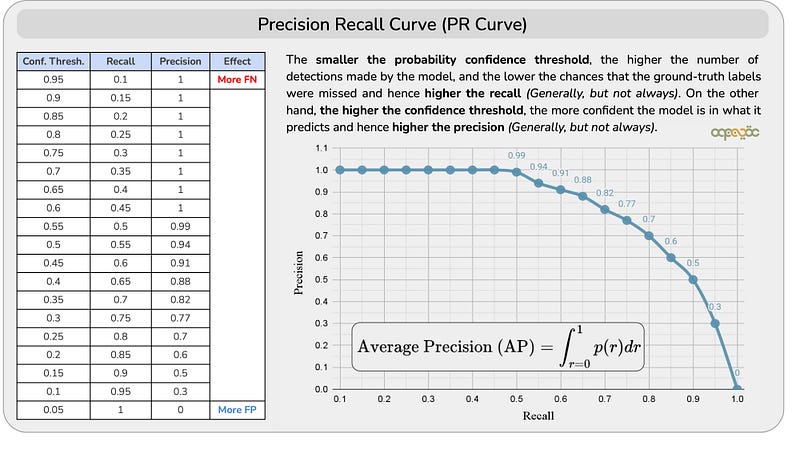 Precision Recall Curve (PR Curve)
Conf. Thresh. Recall Precision Effect
0.95 0.1 1 More FN
0.9 0.15 1
0.85 0.2 1
0.8 0.25 1
0.75 0.3 1
0.7 0.35 1
0.65 0.4 1
0.6 0.45 1
0.55 0.5 0.99
0.5 0.55 0.94
0.45 0.6 0.91
0.4 0.65 0.88
0.35 0.7 0.82
0.3 0.75 0.77
0.25 0.8 0.7
0.2 0.85 0.6
0.15 0.9 0.5
0.1 0.95 0.3
0.05 1 0 More FP
The smaller the probability confidence threshold, the higher the number of
detections made by the model, and the lower the chances that the ground-truth labels
were missed and hence higher the recall (Generally, but not always). On the other
hand, the higher the confidence threshold, the more confident the model is in what it
predicts and hence higher the precision (Generally, but not always).
1.1
1.0
0.9
0.8
0.7
0.6
0.5
0.4
0.3
0.2
0.1
0.0
Precision
0.99
0.94
0.91
0.88
0.82
0.77
0.7
0.6
0.5
0.3
0
Average Precision (AP) = ∫_{r=0}^{1} p(r)dr
0.1 0.2 0.3 0.4 0.5 0.6 0.7 0.8 0.9 1.0
Recall